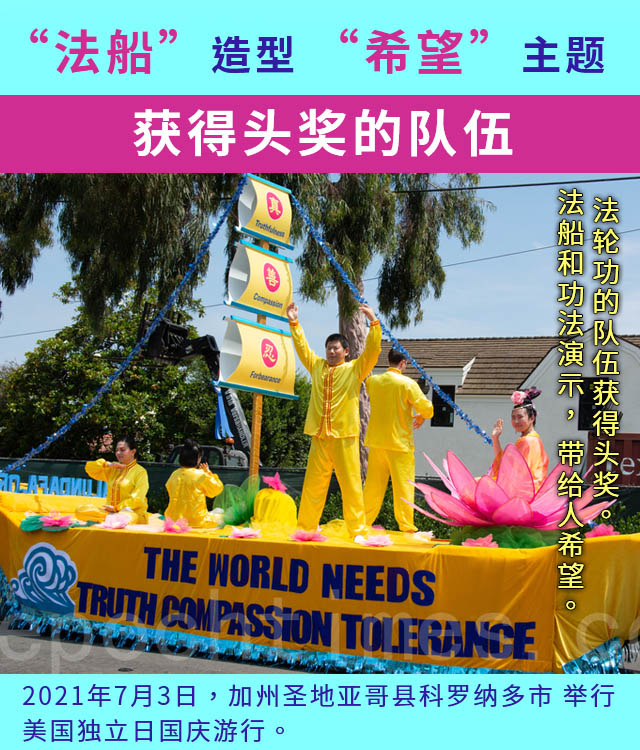 “法船” 造型 “希望” 主题
获得头奖的队伍
法轮功的队伍获得头奖。
法船和功法演示，带给人希望。
真
Truthfulness
善
Compassion
忍
Forbearance
THE WORLD NEEDS
TRUTH COMPASSION TOLERANCE
epochtimes. c
2021年7月3日，加州圣地亚哥县科罗纳多市 举行
美国独立日国庆游行。